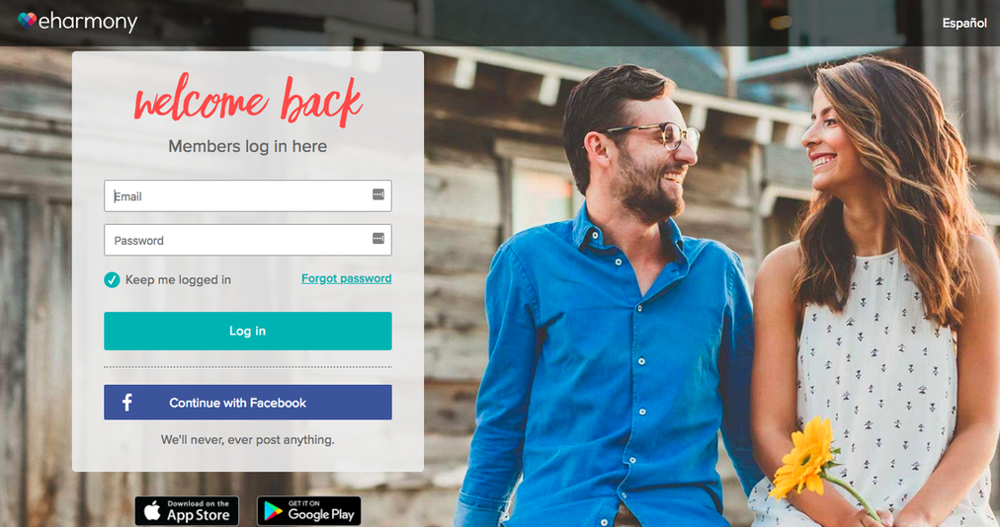 eharmony
Español
welcome back
Members log in here
Email
Password
Keep me logged in
Forgot password
Log in
f
Continue with Facebook
We'll never, ever post anything.
Download on the
App Store
GET IT ON
Google Play